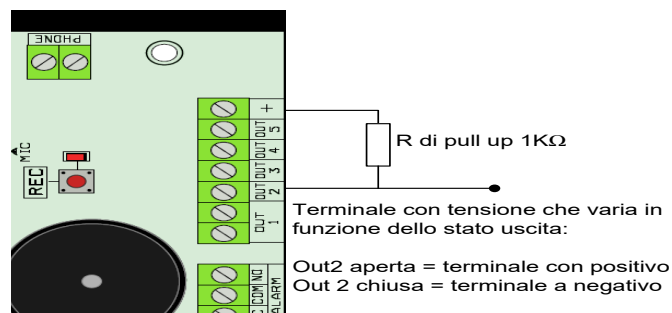 PHONE
+
OUT 5
OUT 4
OUT 3
OUT 2
OUT 1
MIC
REC
NO
COM
C
ALARM
R di pull up 1KΩ
Terminale con tensione che varia in
funzione dello stato uscita:
Out2 aperta = terminale con positivo
Out 2 chiusa = terminale a negativo